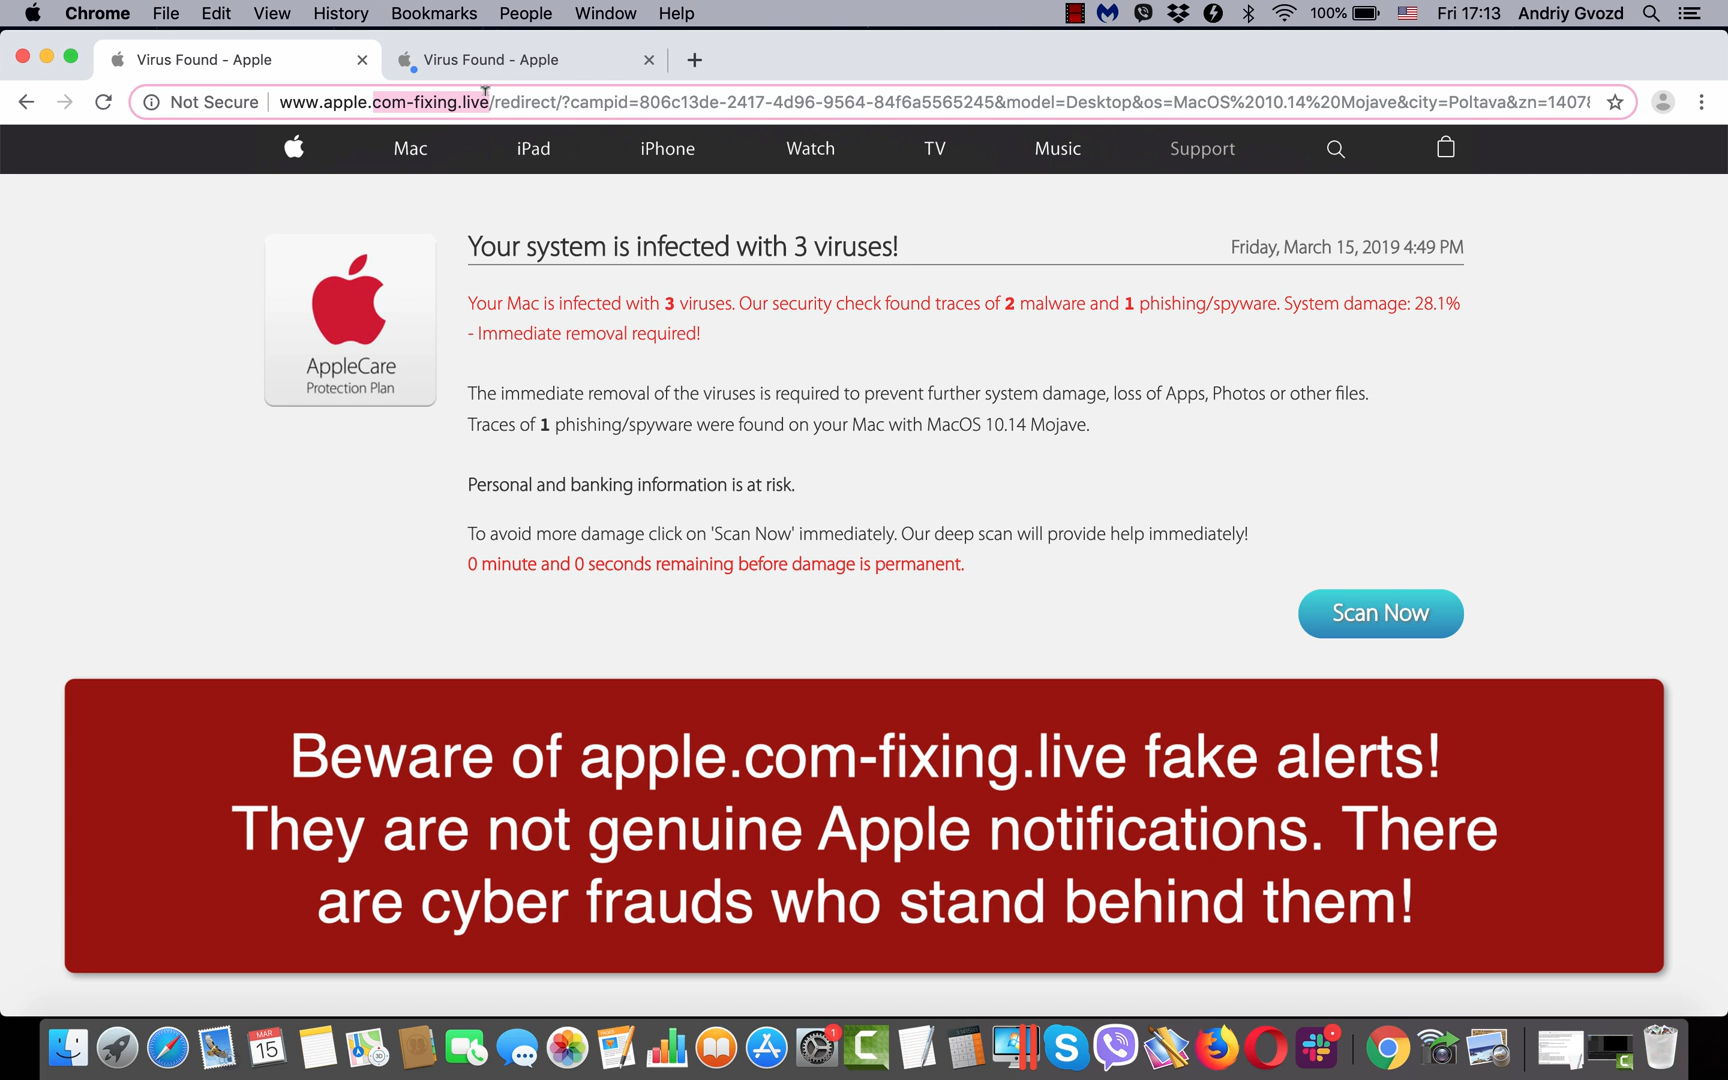 Chrome File Edit View History Bookmarks People Window Help 100% Fri 17:13 Andriy Gvozd
Virus Found - Apple
Virus Found - Apple
Not Secure www.apple.com-fixing.live/redirect/?campid=806c13de-2417-4d96-9564-84f6a5565245&model=Desktop&os=MacOS%2010.14%20Mojave&city=Poltava&zn=14078
Mac iPad iPhone Watch TV Music Support
AppleCare
Protection Plan
Your system is infected with 3 viruses!
Friday, March 15, 2019 4:49 PM
Your Mac is infected with 3 viruses. Our security check found traces of 2 malware and 1 phishing/spyware. System damage: 28.1%
- Immediate removal required!
The immediate removal of the viruses is required to prevent further system damage, loss of Apps, Photos or other files.
Traces of 1 phishing/spyware were found on your Mac with MacOS 10.14 Mojave.
Personal and banking information is at risk.
To avoid more damage click on 'Scan Now' immediately. Our deep scan will provide help immediately!
0 minute and 0 seconds remaining before damage is permanent.
Scan Now
Beware of apple.com-fixing.live fake alerts!
They are not genuine Apple notifications. There
are cyber frauds who stand behind them!
MAR
15
3D
PAGES
1